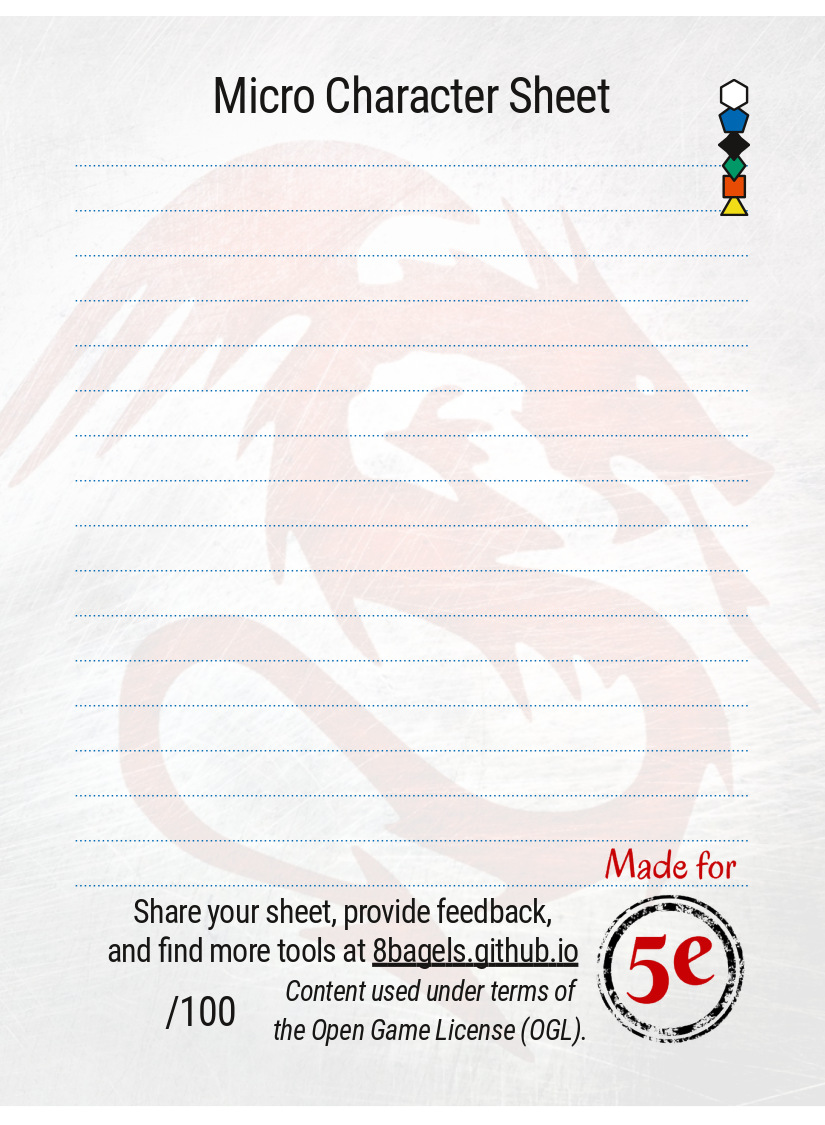 Micro Character Sheet
Made for
Share your sheet, provide feedback,
and find more tools at 8bagels.github.io
5e
Content used under terms of
/100
the Open Game License (OGL).